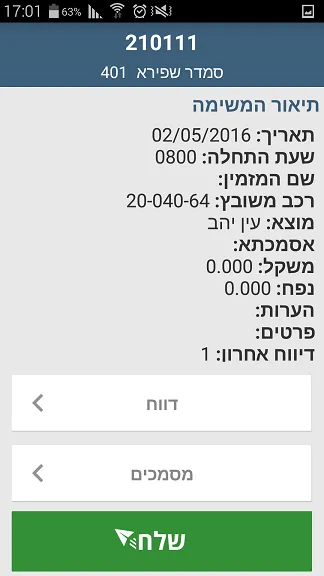 17:01 63%
210111
סמדר שפירא 401
תיאור המשימה
תאריך: 02/05/2016
שעת התחלה: 0800
שם המזמין:
רכב משובץ: 20-040-64
מוצא: עין יהב
אסמכתא:
משקל: 0.000
נפח: 0.000
הערות:
פרטים:
דיווח אחרון: 1
דווח
מסמכים
שלח